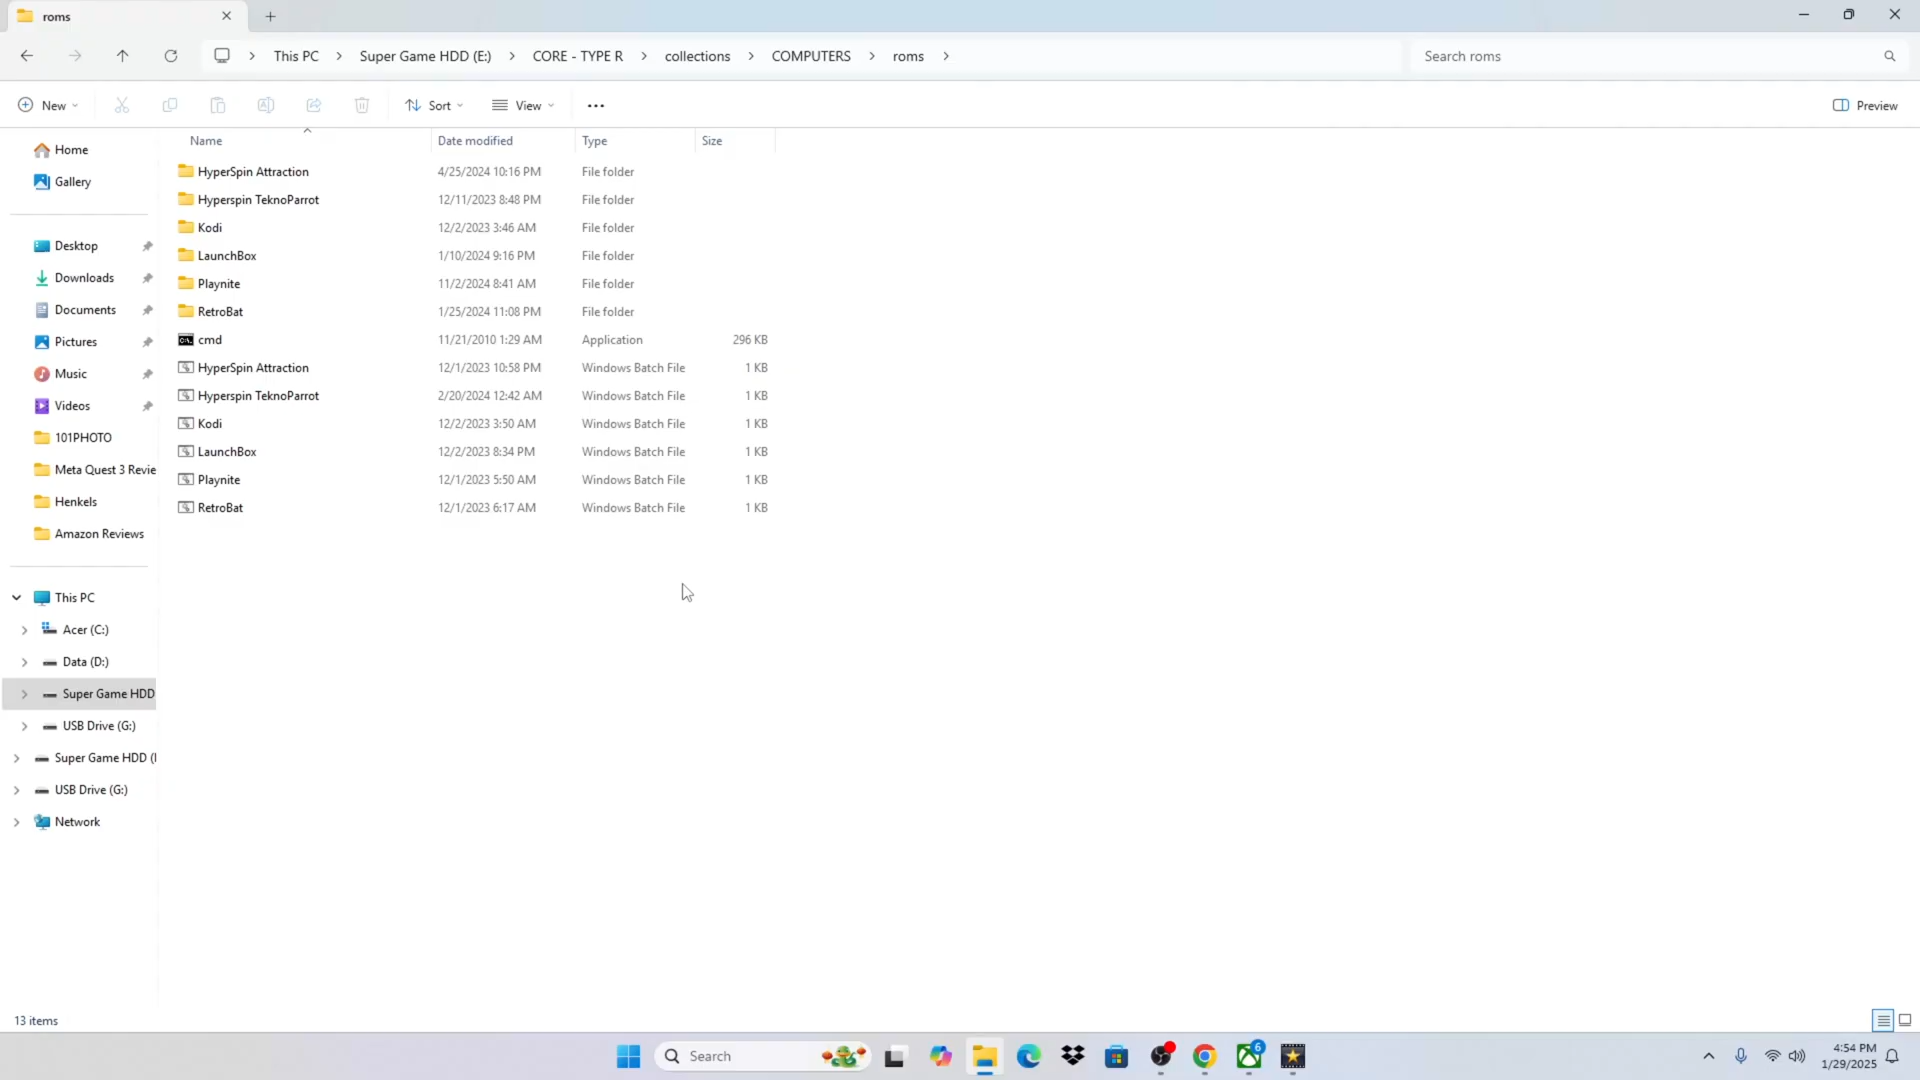 roms
This PC
Super Game HDD (E:)
CORE - TYPE R
collections
COMPUTERS
roms
Search roms
New
Sort
View
Preview
Name
Date modified
Type
Size
Home
Gallery
Desktop
Downloads
Documents
Pictures
Music
Videos
101PHOTO
Meta Quest 3 Revie
Henkels
Amazon Reviews
This PC
Acer (C:)
Data (D:)
Super Game HDD
USB Drive (G:)
Super Game HDD (
USB Drive (G:)
Network
HyperSpin Attraction 4/25/2024 10:16 PM File folder
Hyperspin TeknoParrot 12/11/2023 8:48 PM File folder
Kodi 12/2/2023 3:46 AM File folder
LaunchBox 1/10/2024 9:16 PM File folder
Playnite 11/2/2024 8:41 AM File folder
RetroBat 1/25/2024 11:08 PM File folder
cmd 11/21/2010 1:29 AM Application 296 KB
HyperSpin Attraction 12/1/2023 10:58 PM Windows Batch File 1 KB
Hyperspin TeknoParrot 2/20/2024 12:42 AM Windows Batch File 1 KB
Kodi 12/2/2023 3:50 AM Windows Batch File 1 KB
LaunchBox 12/2/2023 8:34 PM Windows Batch File 1 KB
Playnite 12/1/2023 5:50 AM Windows Batch File 1 KB
RetroBat 12/1/2023 6:17 AM Windows Batch File 1 KB
13 items
Search
6
4:54 PM
1/29/2025